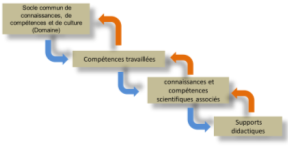 Socle commun de
connaissances, de
compétences et de culture
(Domaine)
Compétences travaillées
connaissances et
compétences
scientifiques associés
Supports
didactiques